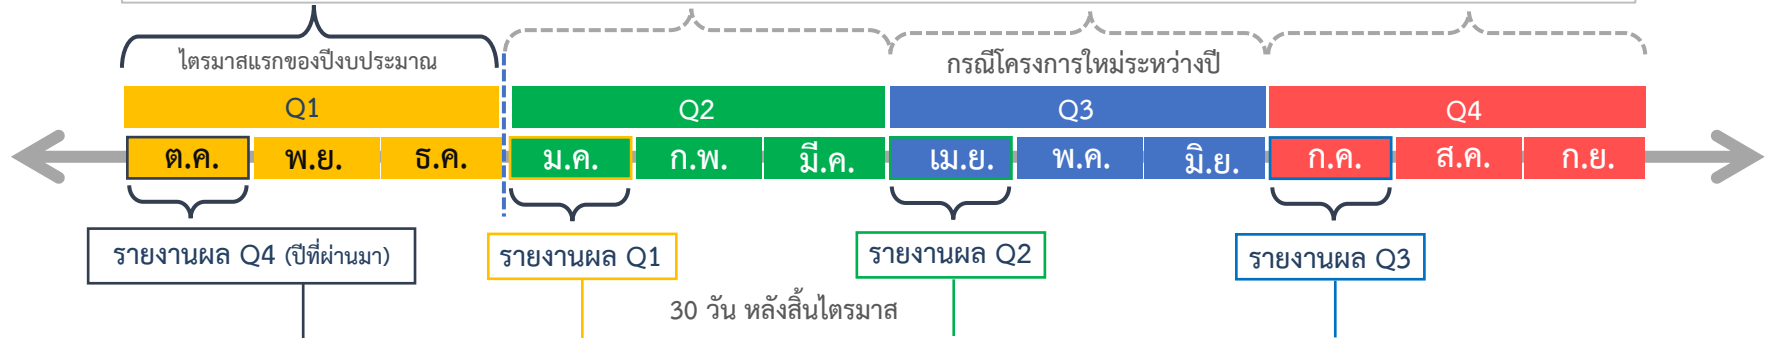 ไตรมาสแรกของปีงบประมาณ
กรณีโครงการใหม่ระหว่างปี
Q1 Q2 Q3 Q4
ต.ค. พ.ย. ธ.ค. ม.ค. ก.พ. มี.ค. เม.ย. พ.ค. มิ.ย. ก.ค. ส.ค. ก.ย.
รายงานผล Q4 (ปีที่ผ่านมา) รายงานผล Q1 รายงานผล Q2 รายงานผล Q3
30 วัน หลังสิ้นไตรมาส